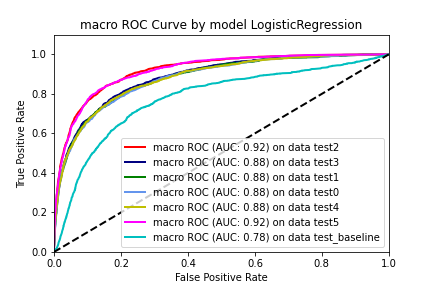 macro ROC Curve by model LogisticRegression
True Positive Rate
1.0
0.8
0.6
0.4
0.2
0.0
macro ROC (AUC: 0.92) on data test2
macro ROC (AUC: 0.88) on data test3
macro ROC (AUC: 0.88) on data test1
macro ROC (AUC: 0.88) on data test0
macro ROC (AUC: 0.88) on data test4
macro ROC (AUC: 0.92) on data test5
macro ROC (AUC: 0.78) on data test_baseline
0.0 0.2 0.4 0.6 0.8 1.0
False Positive Rate